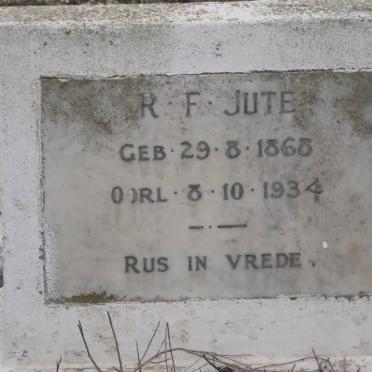 R · F · JUTE
GEB · 29 · 8 · 1868
OORL · 8 · 10 · 1934
RUS IN VREDE .